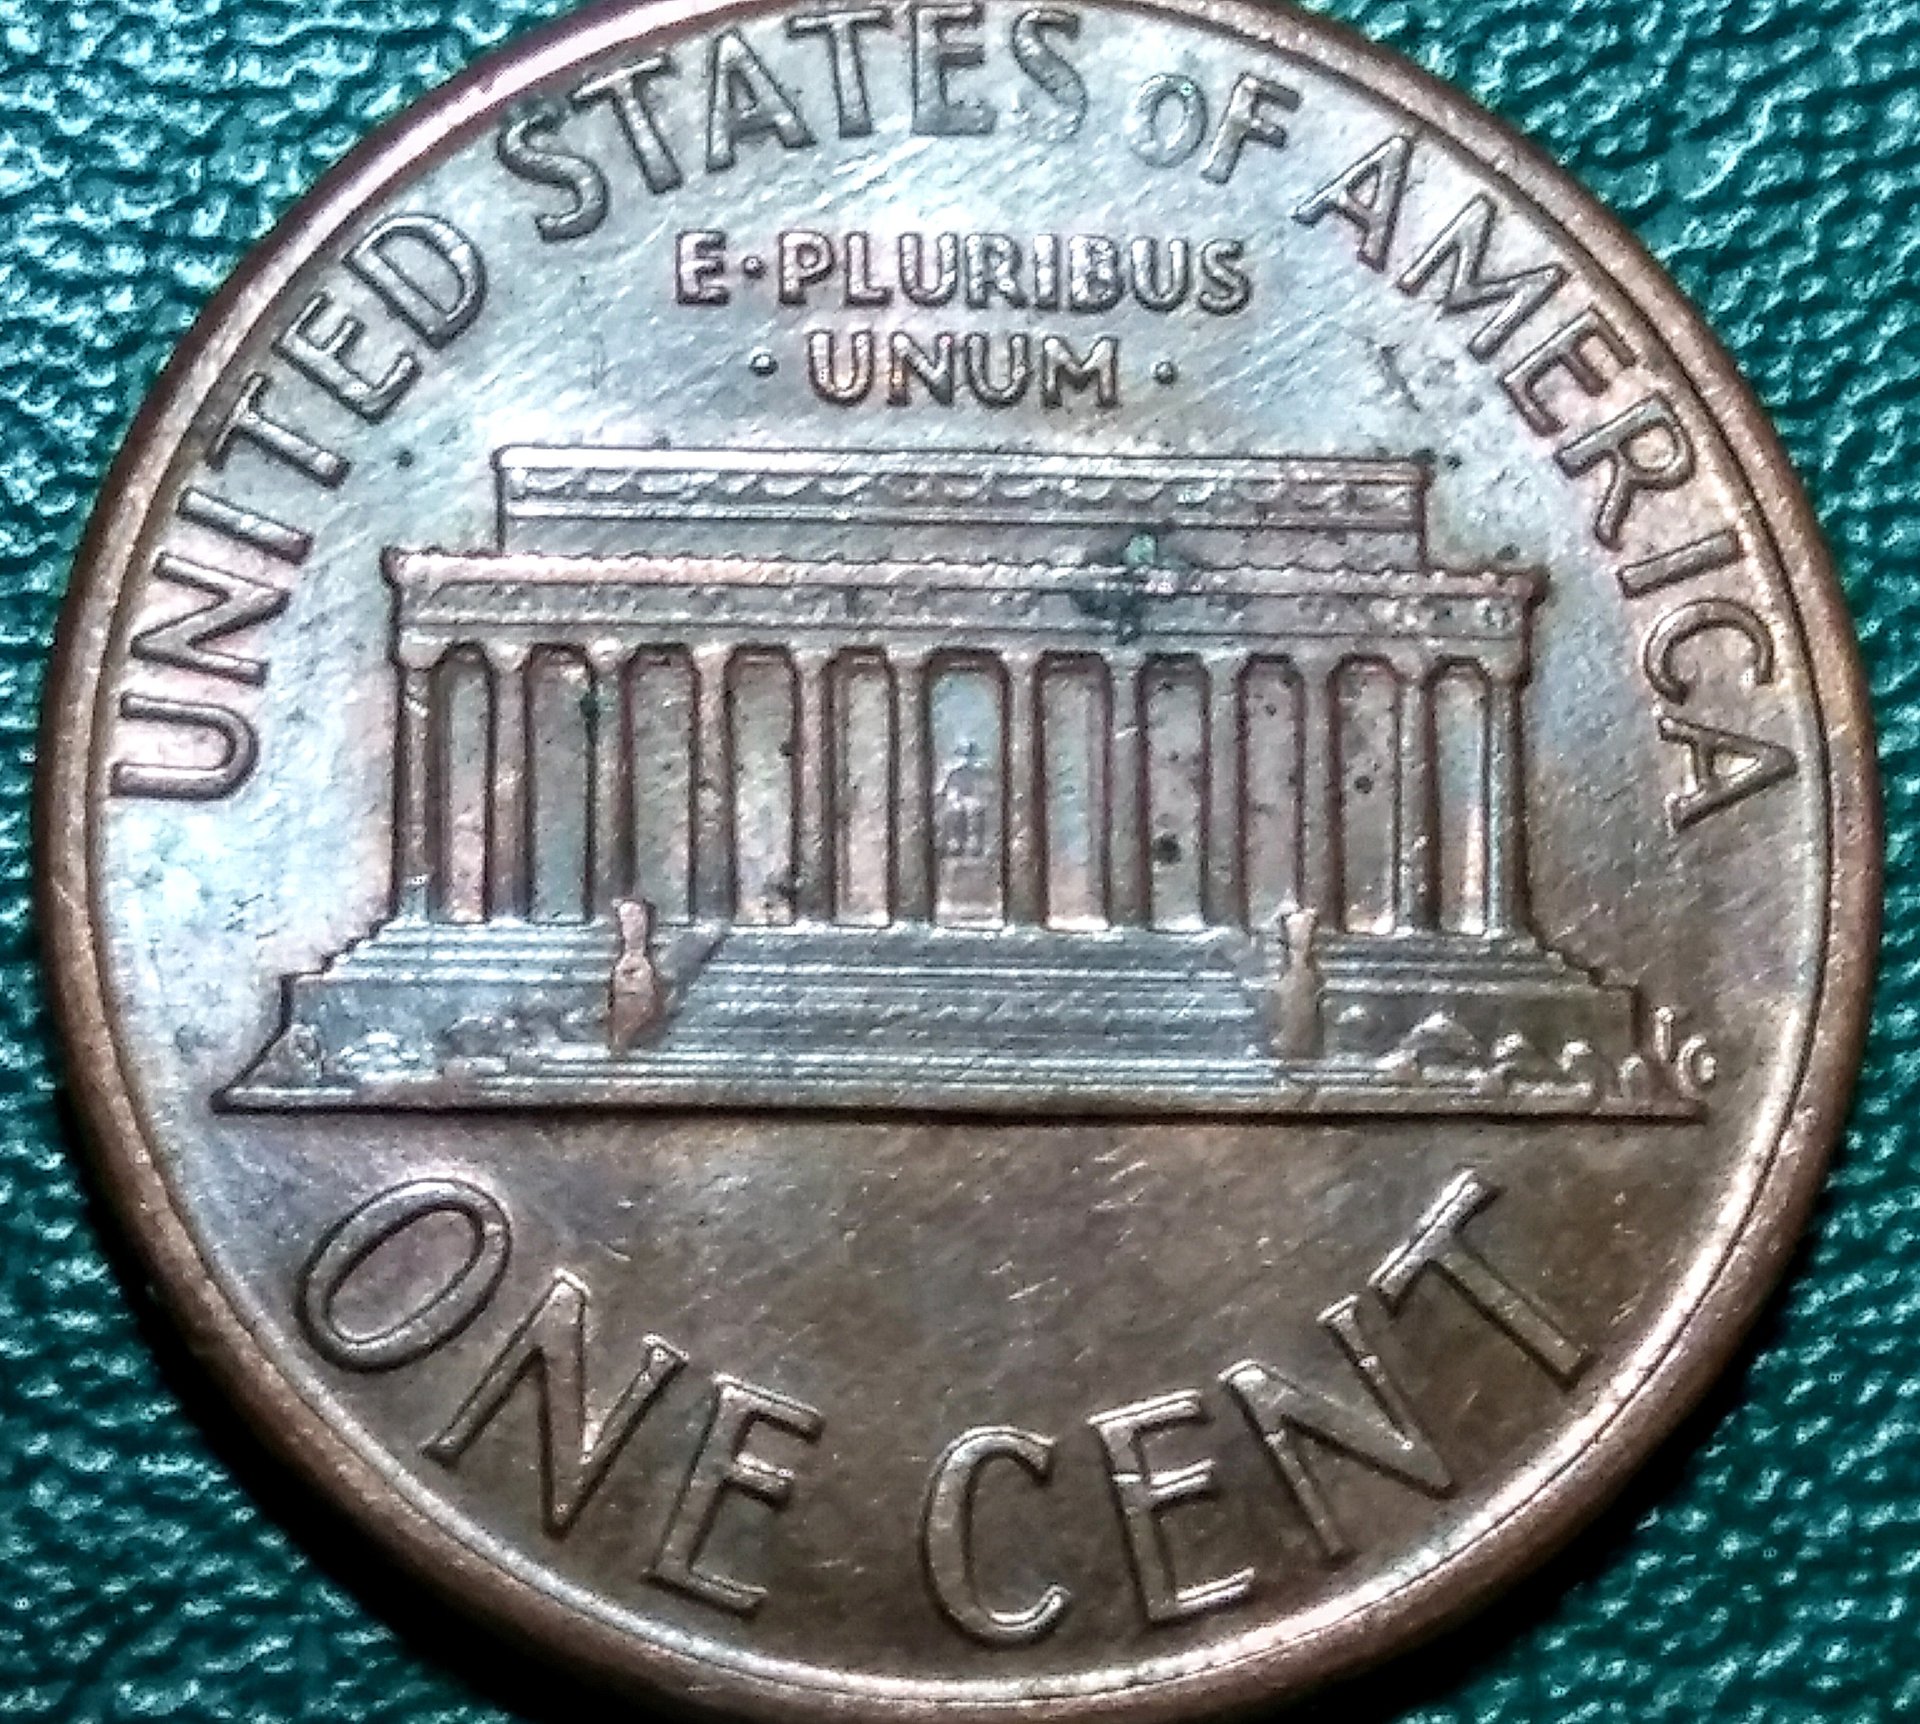 UNITED STATES OF AMERICA
E·PLURIBUS
·UNUM·
ONE CENT